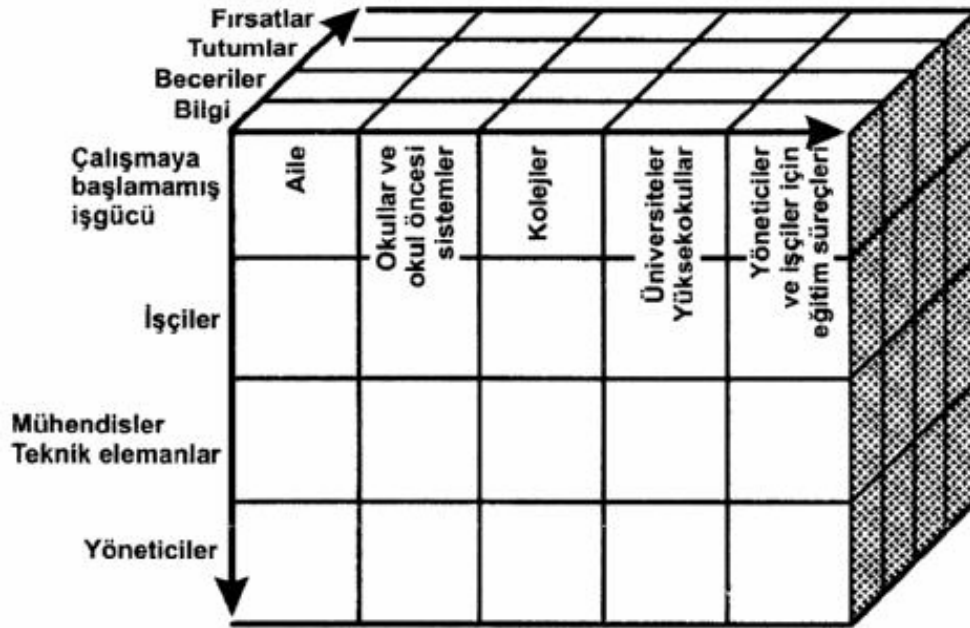 Fırsatlar
Tutumlar
Beceriler
Bilgi
Çalışmaya
başlamamış
işgücü
Aile
Okullar ve
okul öncesi
sistemler
Kolejler
Üniversiteler
Yüksekokullar
Yöneticiler
ve işçiler için
eğitim süreçleri
İşçiler
Mühendisler
Teknik elemanlar
Yöneticiler